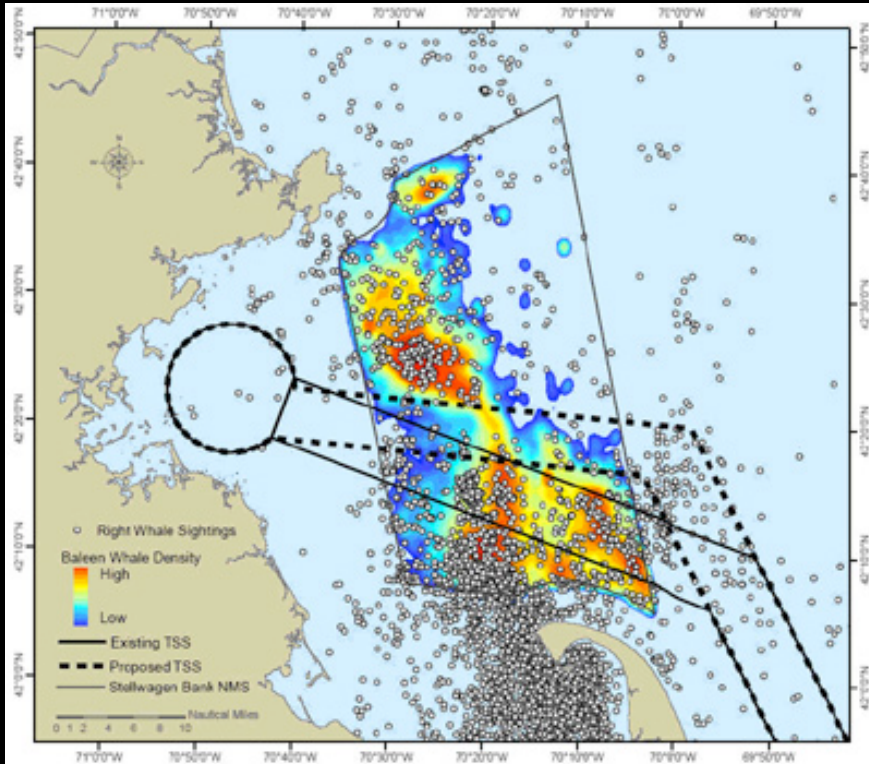 71°0'0"W 70°50'0"W 70°40'0"W 70°30'0"W 70°20'0"W 70°10'0"W 70°0'0"W 69°50'0"W
42°50'0"N
42°40'0"N 42°40'0"N
42°30'0"N
42°20'0"N
42°10'0"N
42°0'0"N
N
W E
S
Right Whale Sightings
Baleen Whale Density
High
Low
Existing TSS
Proposed TSS
Stellwagen Bank NMS
Nautical Miles
0 1 2 4 6 8 10
71°0'0"W 70°50'0"W 70°40'0"W 70°30'0"W 70°20'0"W 70°10'0"W 70°0'0"W 69°50'0"W